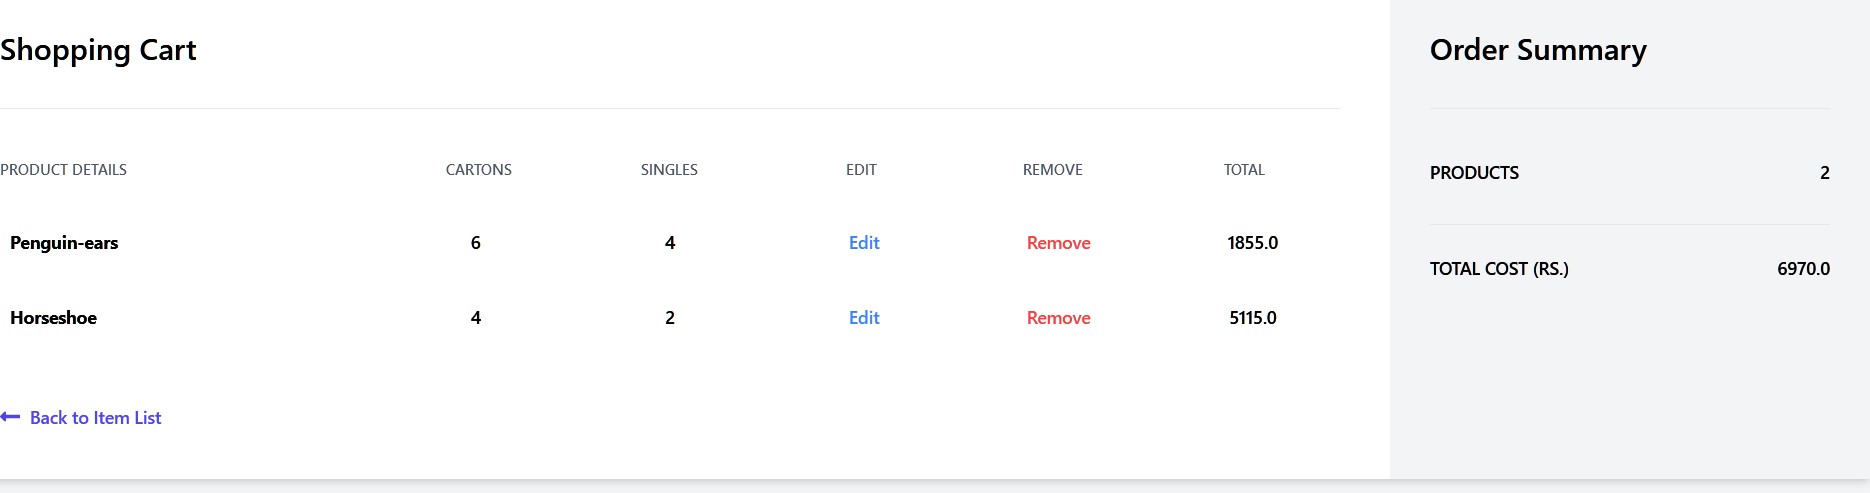 Shopping Cart
Order Summary
PRODUCT DETAILS CARTONS SINGLES EDIT REMOVE TOTAL
Penguin-ears 6 4 Edit Remove 1855.0
Horseshoe 4 2 Edit Remove 5115.0
Back to Item List
PRODUCTS 2
TOTAL COST (RS.) 6970.0